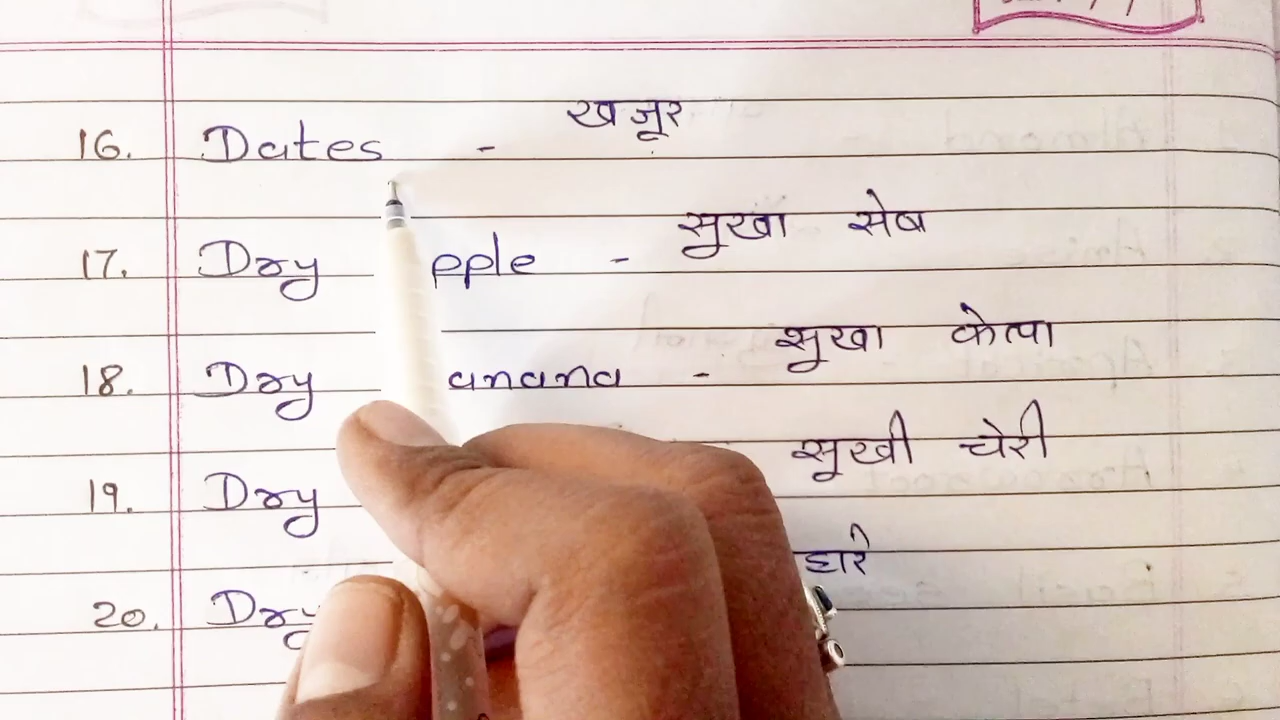 16. Dates - खजूर
17. Dry pple - सुखा सेब
18. Dry anana - सुखा केला
19. Dry सुखी चेरी
20. Dry हारे